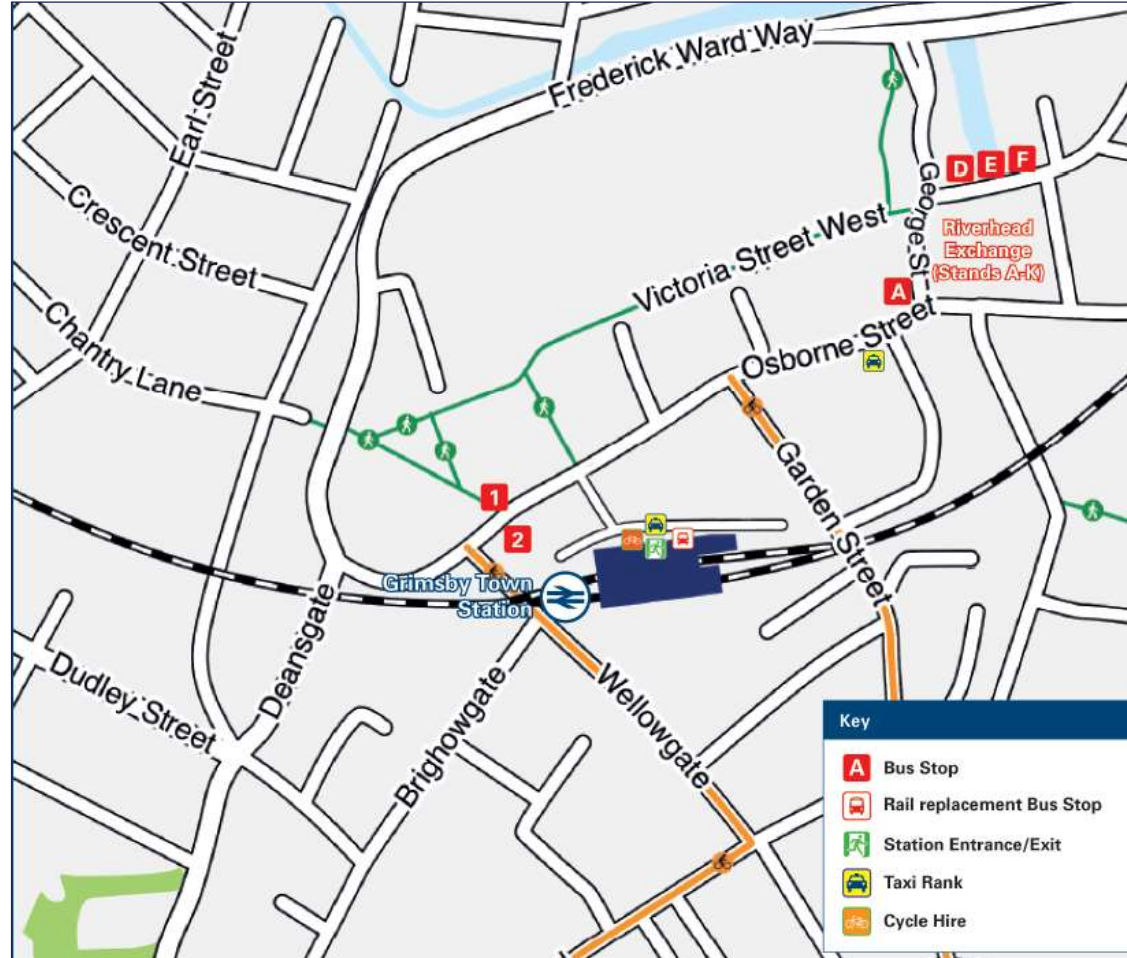 Frederick Ward Way
Earl Street
D
E
F
George St
Crescent Street
Victoria Street West
Riverhead
Exchange
(Stands A-K)
A
Chantry Lane
Osborne Street
Garden Street
1
2
Grimsby Town
Station
Deansgate
Dudley Street
Brighowgate
Wellowgate
Key
A Bus Stop
Rail replacement Bus Stop
Station Entrance/Exit
Taxi Rank
Cycle Hire